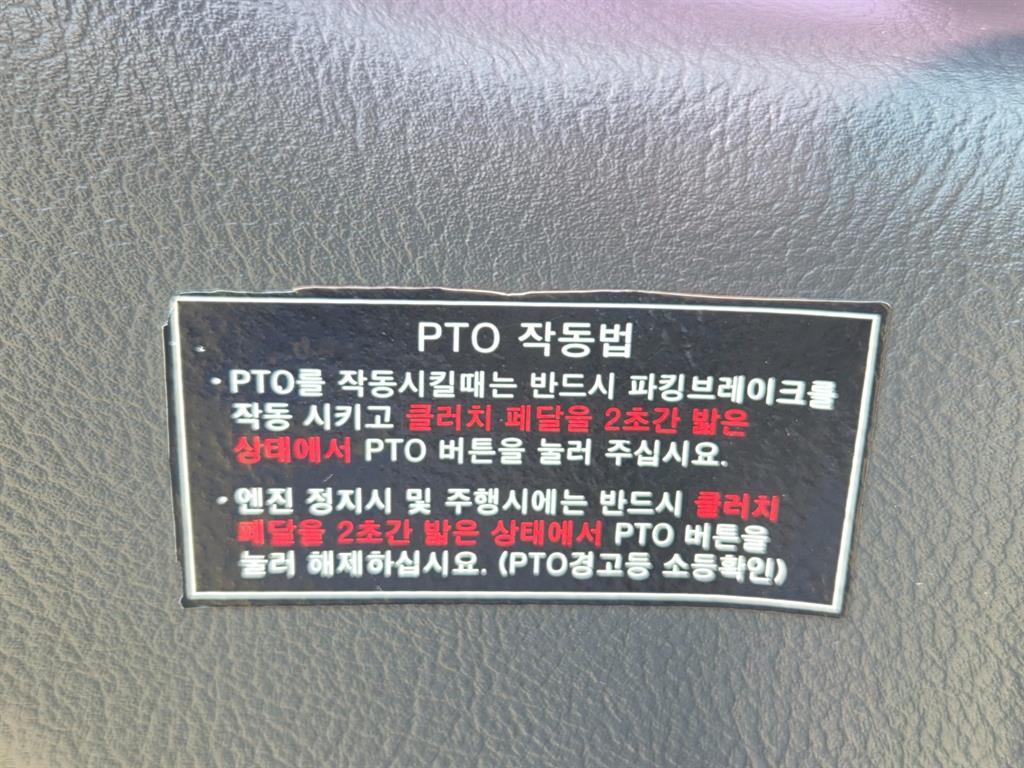 PTO 작동법
·PTO를 작동시킬때는 반드시 파킹브레이크를
작동 시키고 클러치 페달을 2초간 밟은
상태에서 PTO 버튼을 눌러 주십시요.
·엔진 정지시 및 주행시에는 반드시 클러치
페달을 2초간 밟은 상태에서 PTO 버튼을
눌러 해제하십시요. (PTO경고등 소등확인)